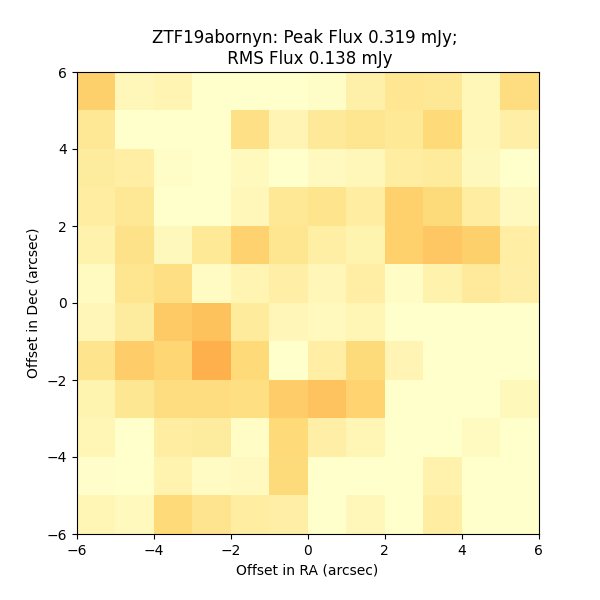 ZTF19abornyn: Peak Flux 0.319 mJy;
RMS Flux 0.138 mJy
6
4
2
0
−2
−4
−6
Offset in Dec (arcsec)
−6 −4 −2 0 2 4 6
Offset in RA (arcsec)